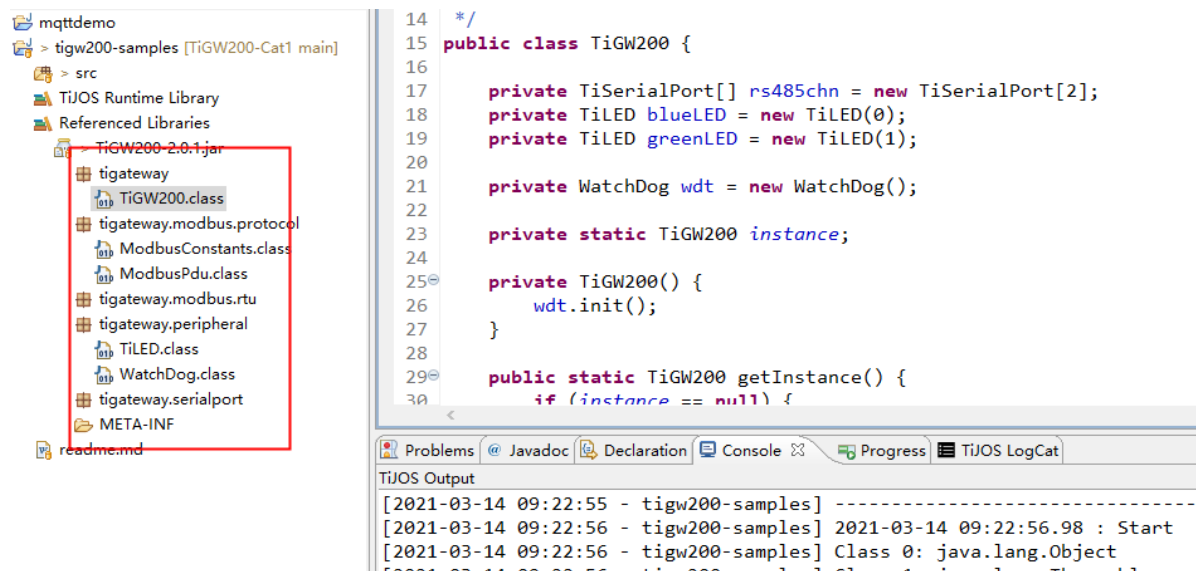 mqttdemo
> tigw200-samples [TiGW200-Cat1 main]
> src
TiJOS Runtime Library
Referenced Libraries
> TiGW200-2.0.1.jar
tigateway
TiGW200.class
tigateway.modbus.protocol
ModbusConstants.class
ModbusPdu.class
tigateway.modbus.rtu
tigateway.peripheral
TiLED.class
WatchDog.class
tigateway.serialport
META-INF
readme.md
14 */
15 public class TiGW200 {
16
17 private TiSerialPort[] rs485chn = new TiSerialPort[2];
18 private TiLED blueLED = new TiLED(0);
19 private TiLED greenLED = new TiLED(1);
20
21 private WatchDog wdt = new WatchDog();
22
23 private static TiGW200 instance;
24
25 private TiGW200() {
26 wdt.init();
27 }
28
29 public static TiGW200 getInstance() {
30 if (instance == null) {
Problems @ Javadoc Declaration Console Progress TiJOS LogCat
TiJOS Output
[2021-03-14 09:22:55 - tigw200-samples] --------------------------------
[2021-03-14 09:22:56 - tigw200-samples] 2021-03-14 09:22:56.98 : Start
[2021-03-14 09:22:56 - tigw200-samples] Class 0: java.lang.Object